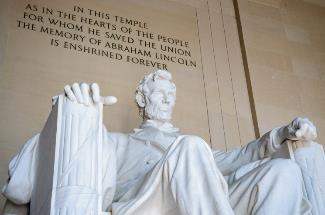 IN THIS TEMPLE
AS IN THE HEARTS OF THE PEOPLE
FOR WHOM HE SAVED THE UNION
THE MEMORY OF ABRAHAM LINCOLN
IS ENSHRINED FOREVER